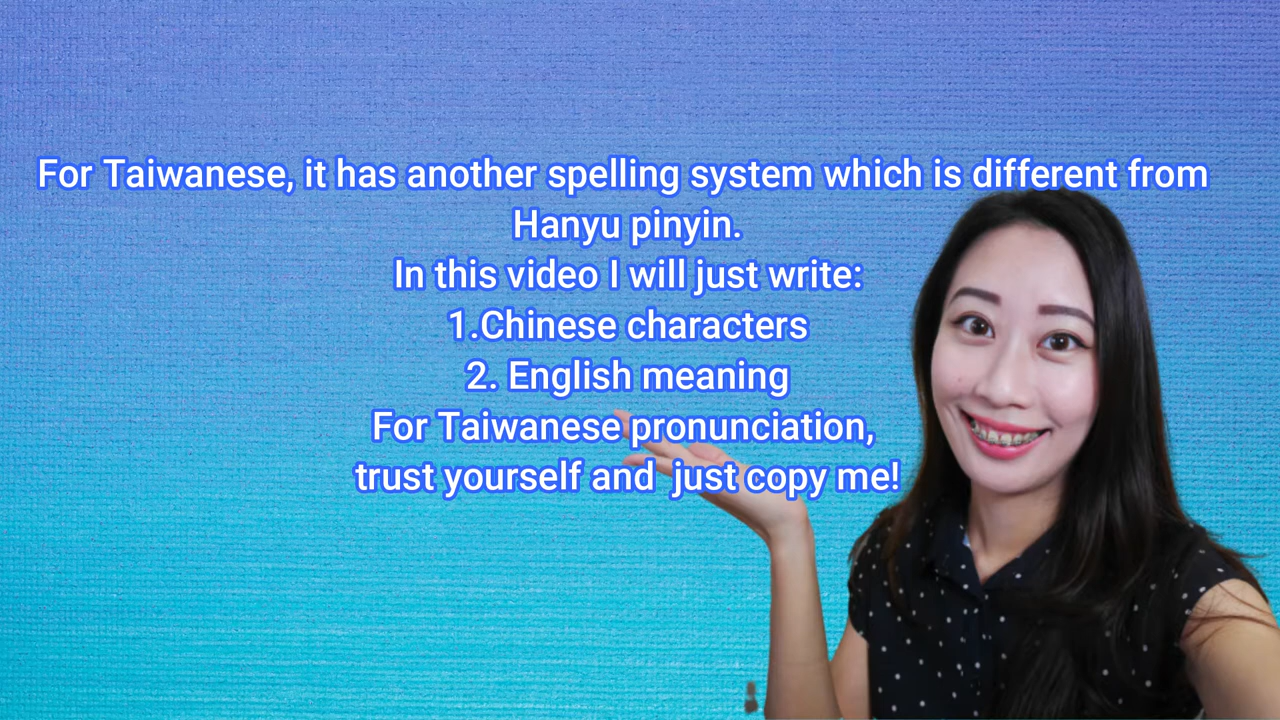 For Taiwanese, it has another spelling system which is different from
Hanyu pinyin.
In this video I will just write:
1.Chinese characters
2. English meaning
For Taiwanese pronunciation,
trust yourself and  just copy me!